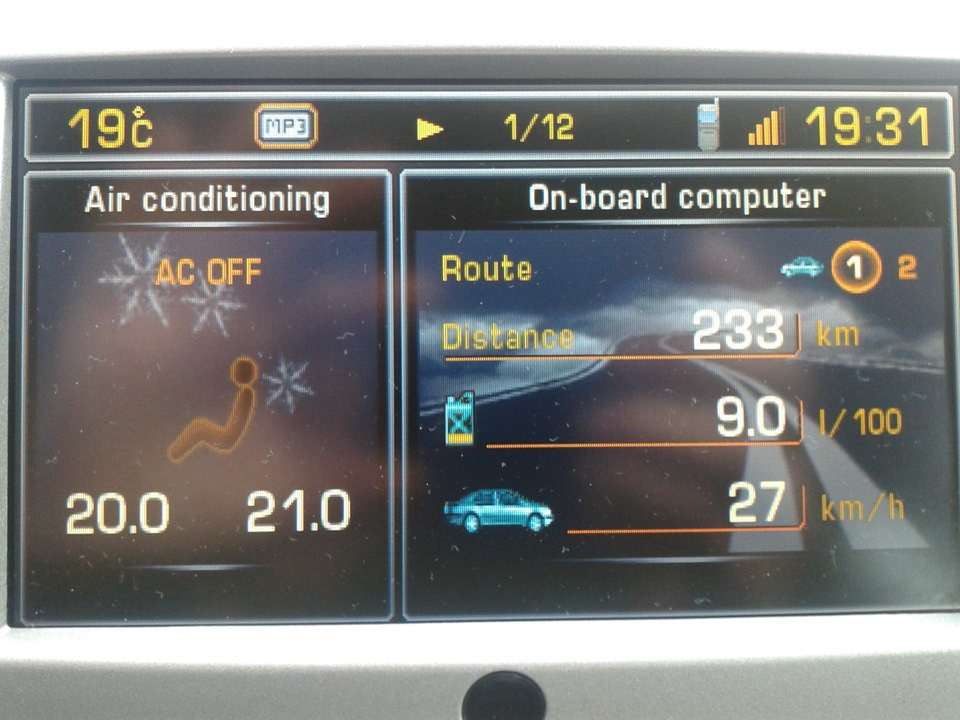 19°C MP3 1/12 19:31
Air conditioning
AC OFF
20.0 21.0
On-board computer
Route 1 2
Distance 233 km
9.0 l/100
27 km/h